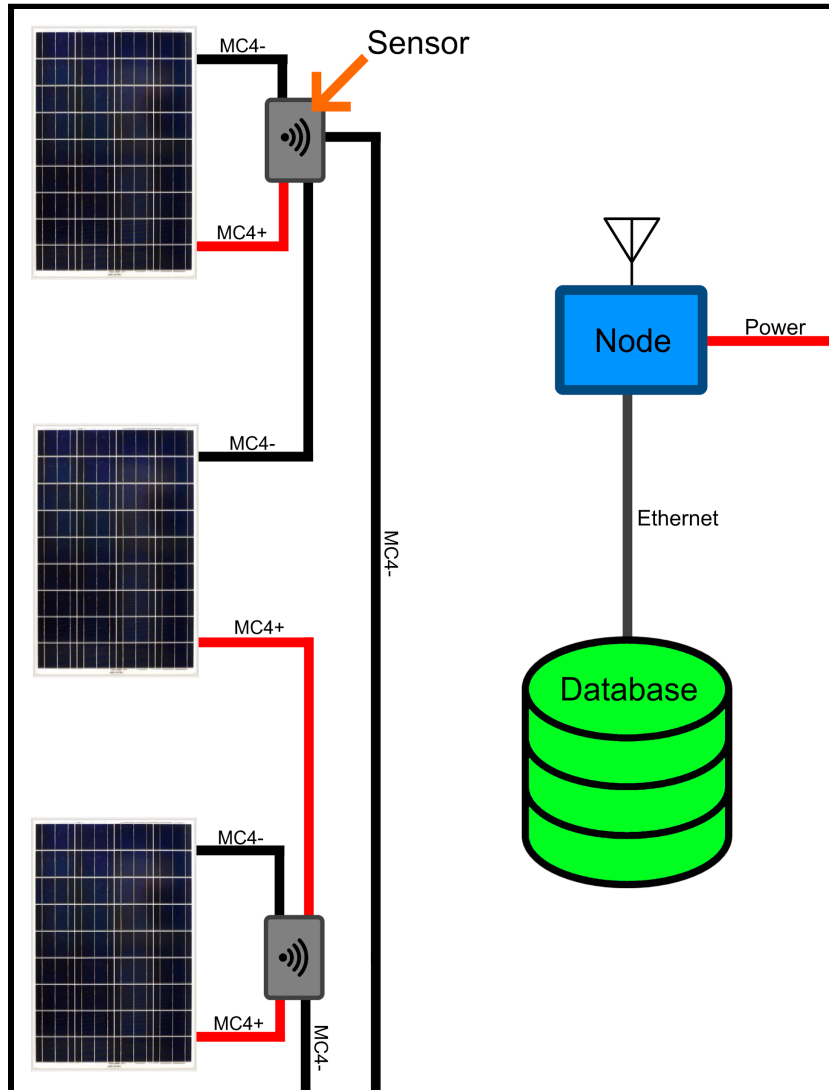 MC4-
Sensor
MC4+
MC4-
MC4+
MC4-
MC4-
MC4+
MC4-
Node
Power
Ethernet
Database